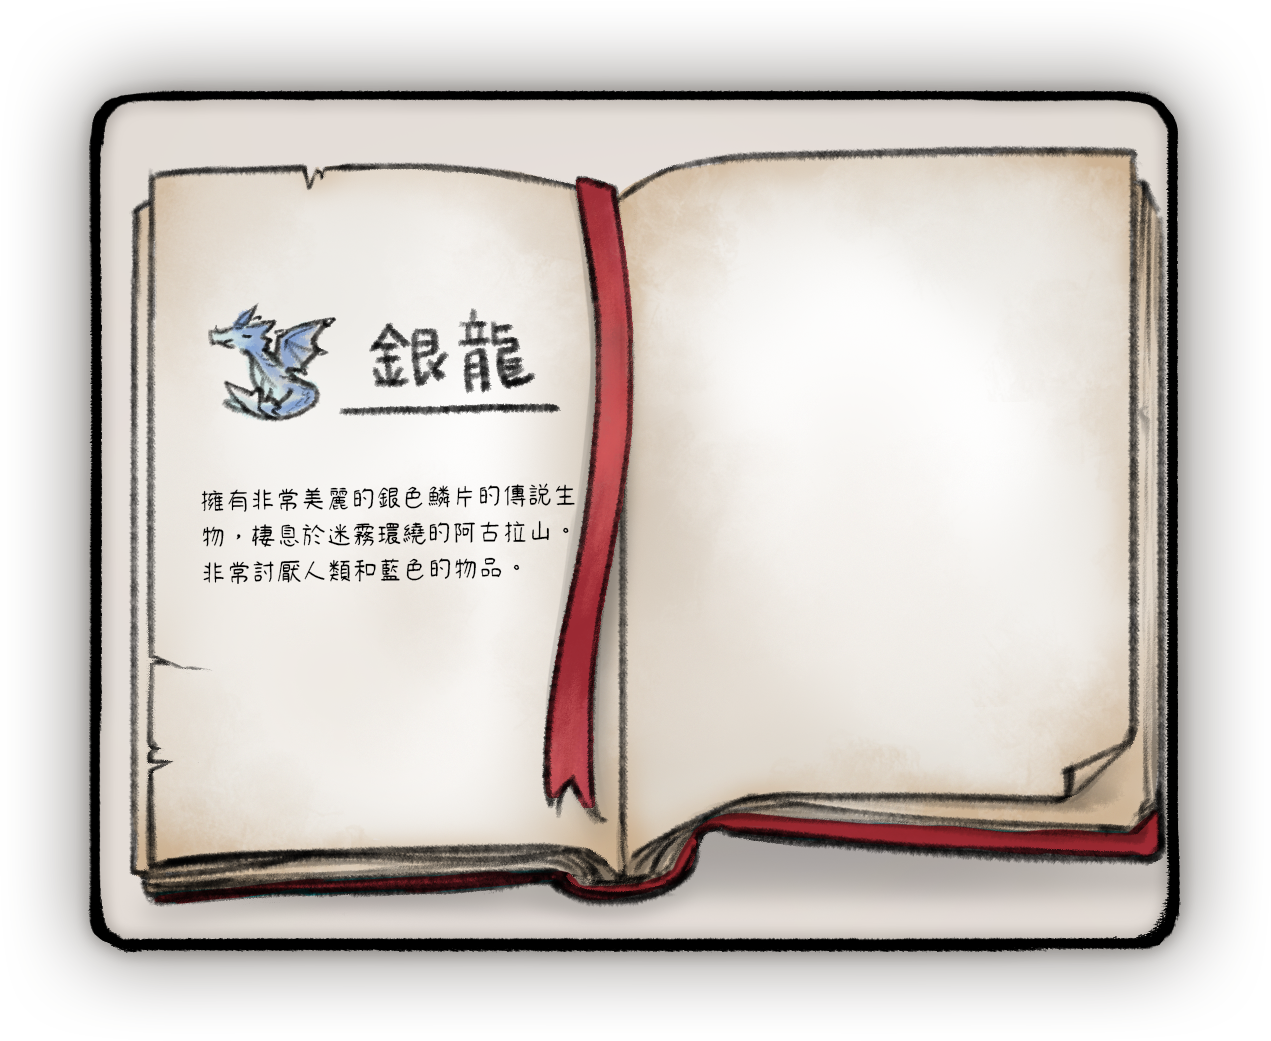 銀龍
擁有非常美麗的銀色鱗片的傳説生
物，棲息於迷霧環繞的阿古拉山。
非常討厭人類和藍色的物品。